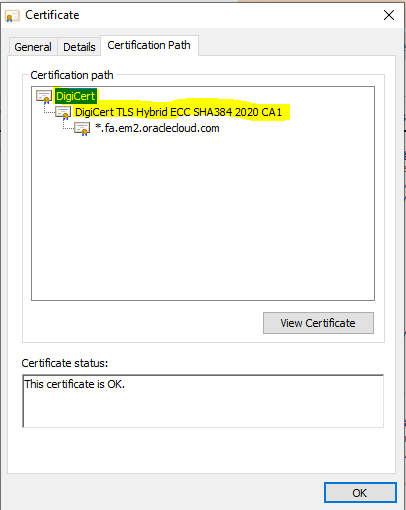 Certificate
General Details Certification Path
Certification path
DigiCert
DigiCert TLS Hybrid ECC SHA384 2020 CA1
*.fa.em2.oraclecloud.com
View Certificate
Certificate status:
This certificate is OK.
OK